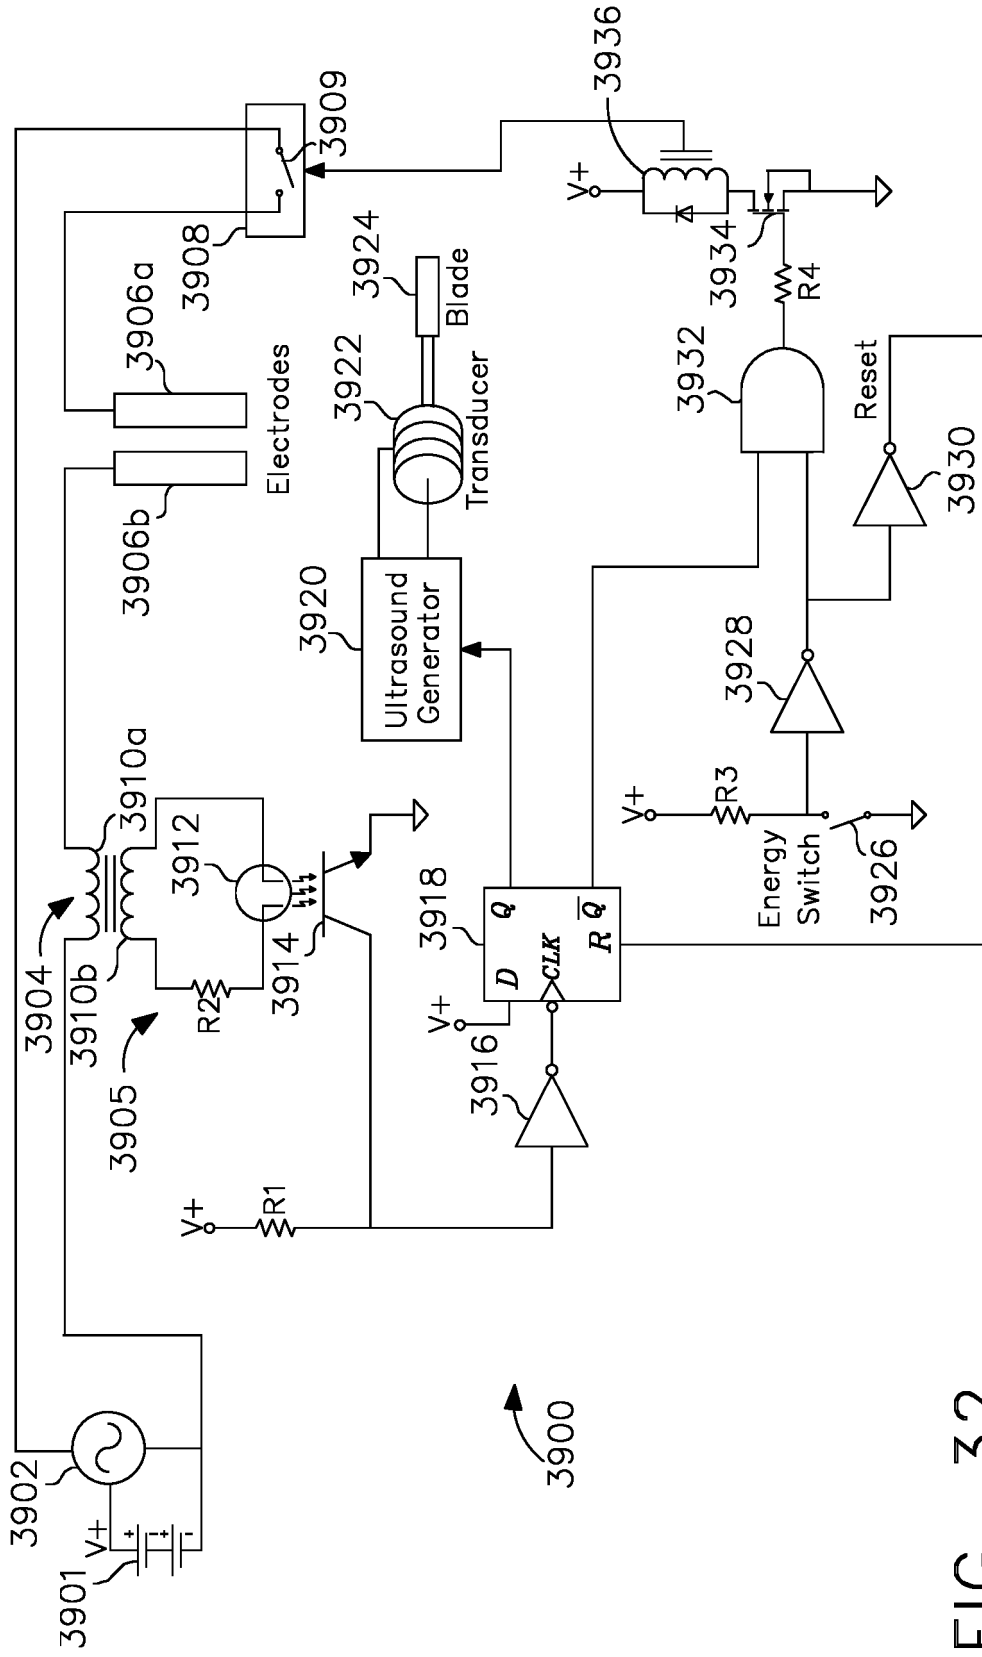 3901
V+
+
-
+
-
3902
3904
3905
3910b
3910a
3906b
3906a
Electrodes
3908
3909
R2
3912
3914
V+
R1
3916
V+
3918
D
Q
CLK
R
Q
3920
Ultrasound
Generator
3922
Transducer
3924
Blade
V+
R3
Energy
Switch
3926
3928
3930
Reset
3932
R4
3934
V+
3936
3900
FIG. 32